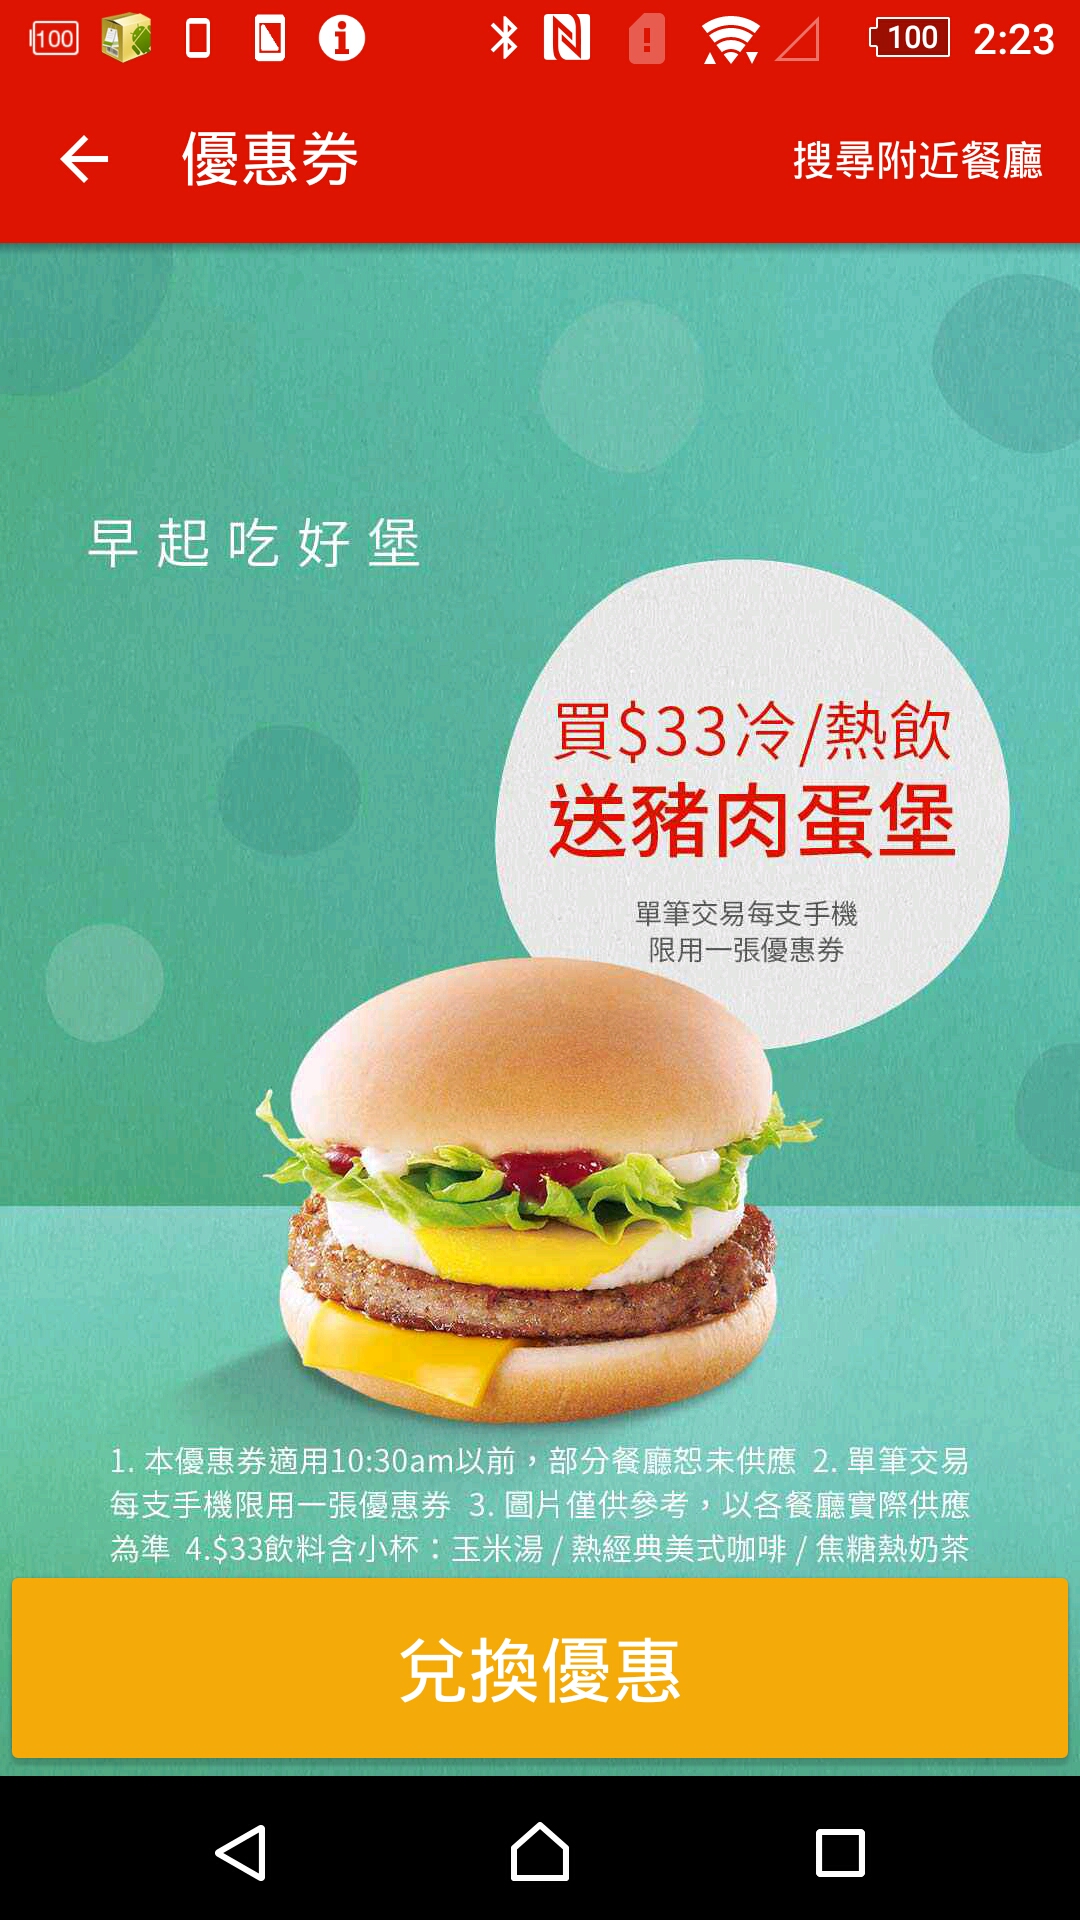 100 100 2:23
優惠券 搜尋附近餐廳
早起吃好堡
買$33冷/熱飲
送豬肉蛋堡
單筆交易每支手機
限用一張優惠券
1. 本優惠券適用10:30am以前，部分餐廳恕未供應 2. 單筆交易
每支手機限用一張優惠券 3. 圖片僅供參考，以各餐廳實際供應
為準 4.$33飲料含小杯：玉米湯 / 熱經典美式咖啡 / 焦糖熱奶茶
兌換優惠